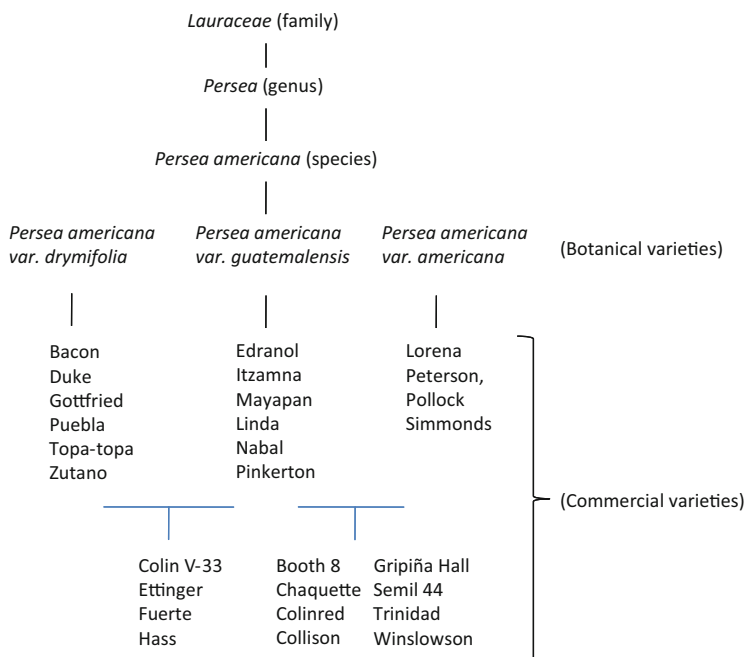 Lauraceae (family)
Persea (genus)
Persea americana (species)
Persea americana
var. drymifolia
Persea americana
var. guatemalensis
Persea americana
var. americana
(Botanical varieties)
Bacon
Duke
Gottfried
Puebla
Topa-topa
Zutano
Edranol
Itzamna
Mayapan
Linda
Nabal
Pinkerton
Lorena
Peterson,
Pollock
Simmonds
(Commercial varieties)
Colin V-33
Ettinger
Fuerte
Hass
Booth 8
Chaquette
Colinred
Collison
Gripiña Hall
Semil 44
Trinidad
Winslowson